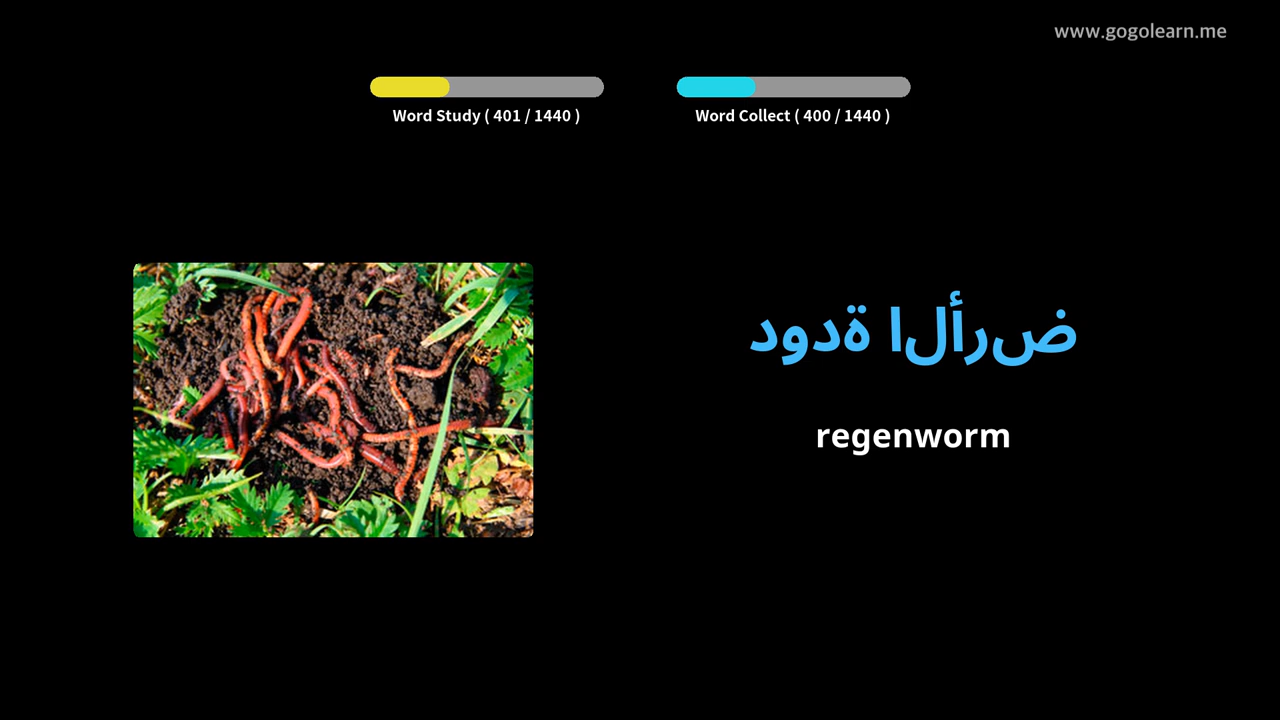 www.gogolearn.me
Word Study ( 401 / 1440 )
Word Collect ( 400 / 1440 )
دودة الأرض
regenworm